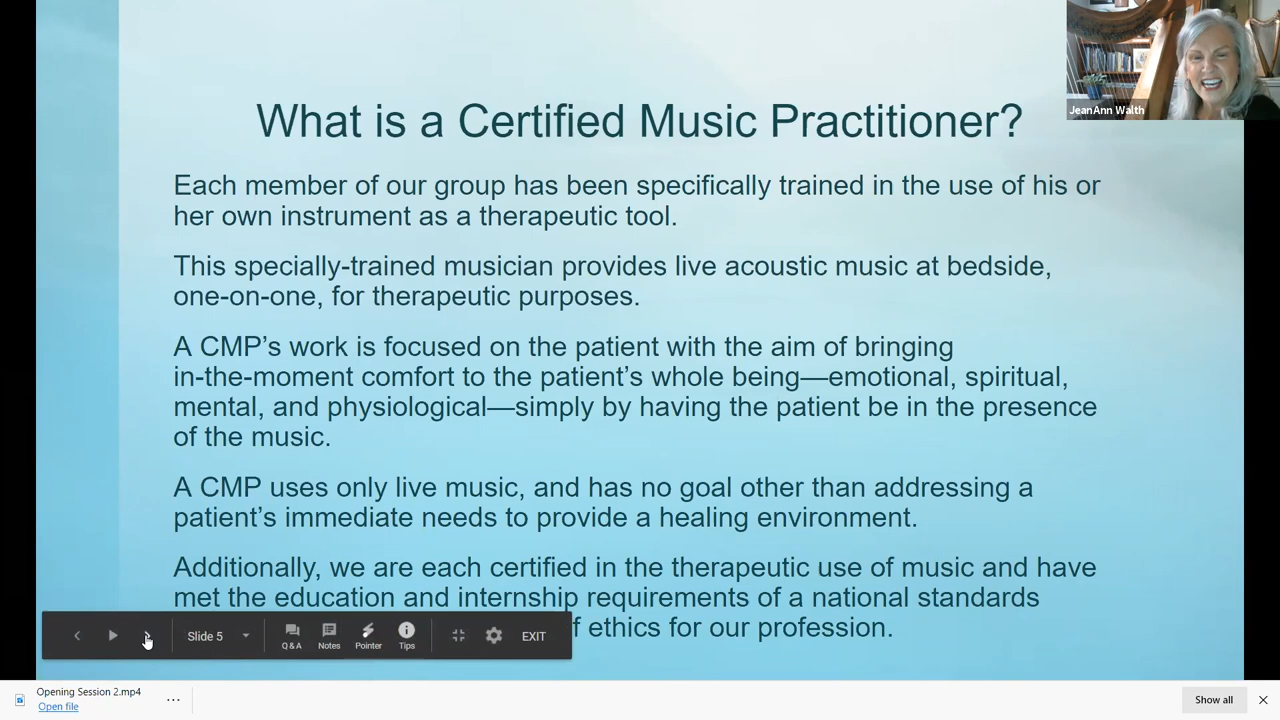 What is a Certified Music Practitioner?
JeanAnn Walth
Each member of our group has been specifically trained in the use of his or
her own instrument as a therapeutic tool.
This specially-trained musician provides live acoustic music at bedside,
one-on-one, for therapeutic purposes.
A CMP’s work is focused on the patient with the aim of bringing
in-the-moment comfort to the patient’s whole being—emotional, spiritual,
mental, and physiological—simply by having the patient be in the presence
of the music.
A CMP uses only live music, and has no goal other than addressing a
patient’s immediate needs to provide a healing environment.
Additionally, we are each certified in the therapeutic use of music and have
met the education and internship requirements of a national standards
ethics for our profession.
Slide 5
Q & A
Notes
Pointer
Tips
EXIT
Opening Session 2.mp4
Open file
Show all